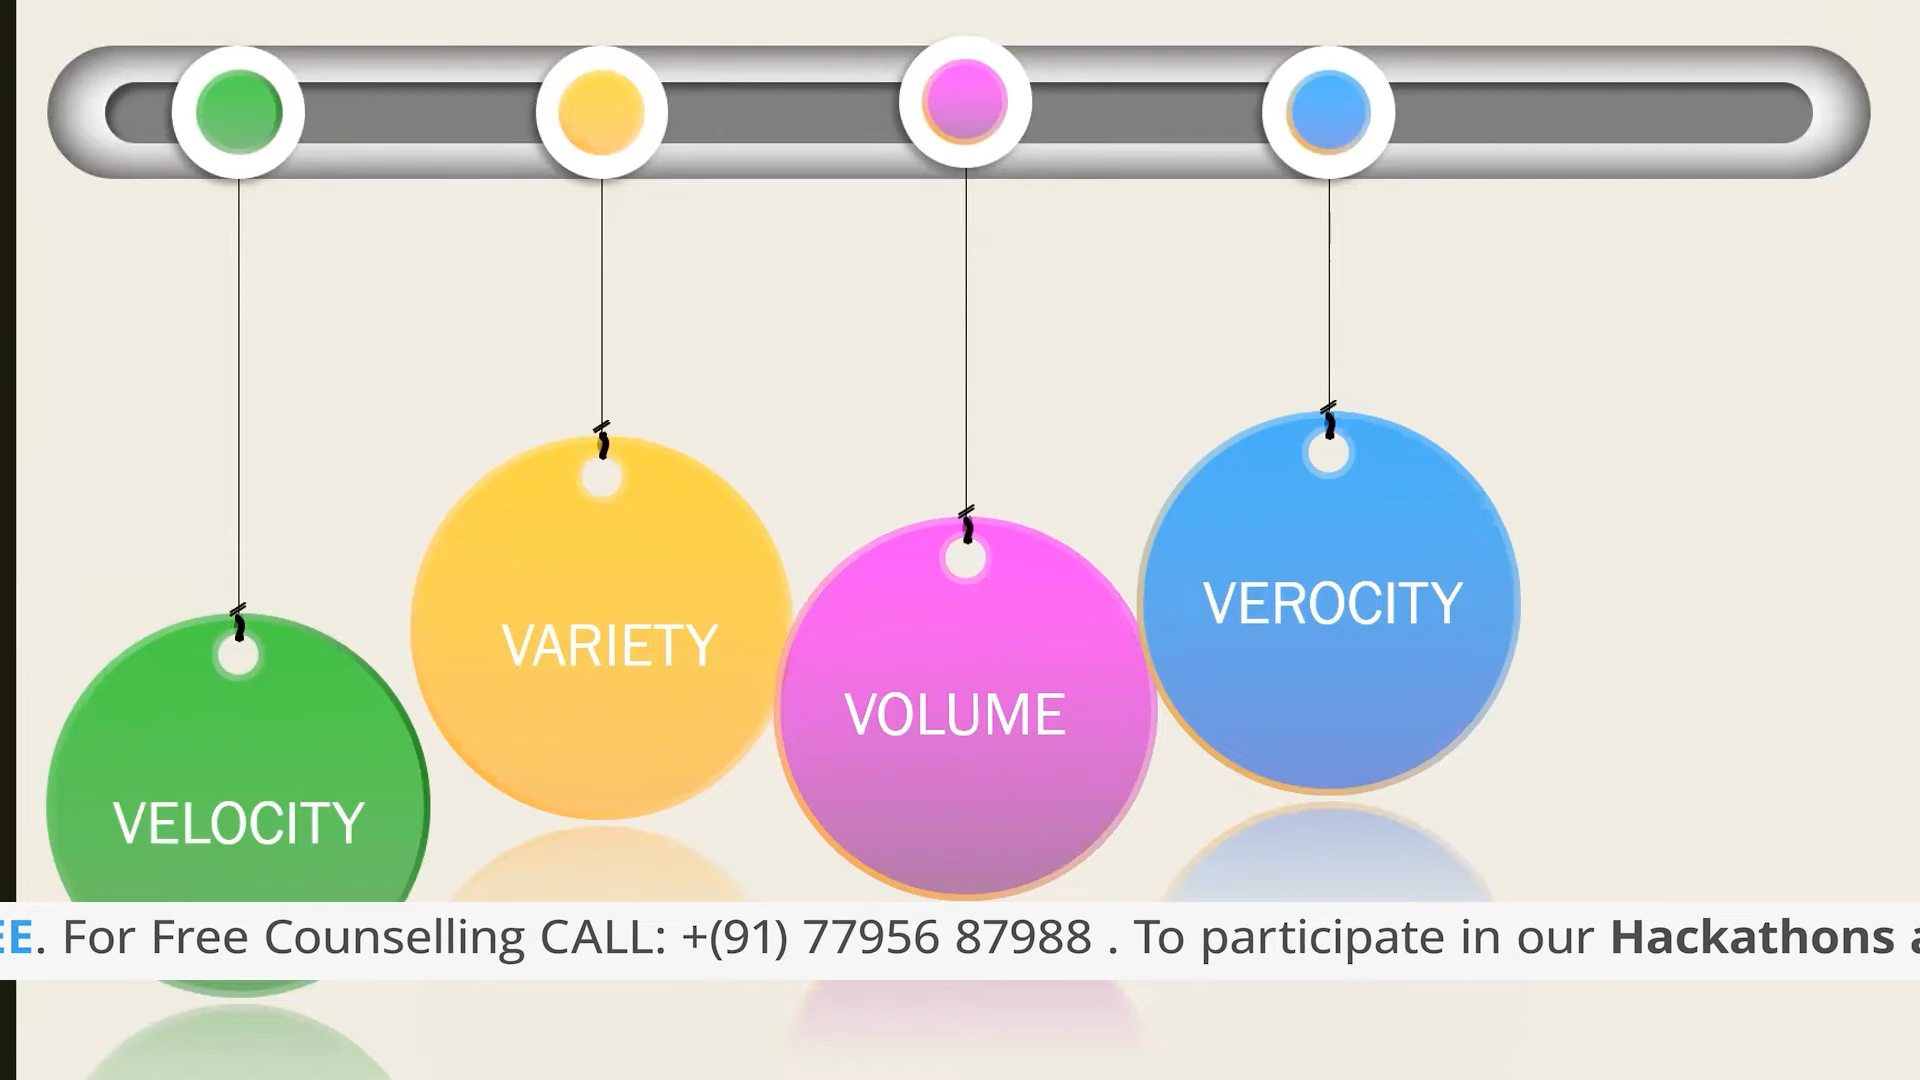 VELOCITY
VARIETY
VOLUME
VEROCITY
EE. For Free Counselling CALL: +(91) 77956 87988 . To participate in our Hackathons a